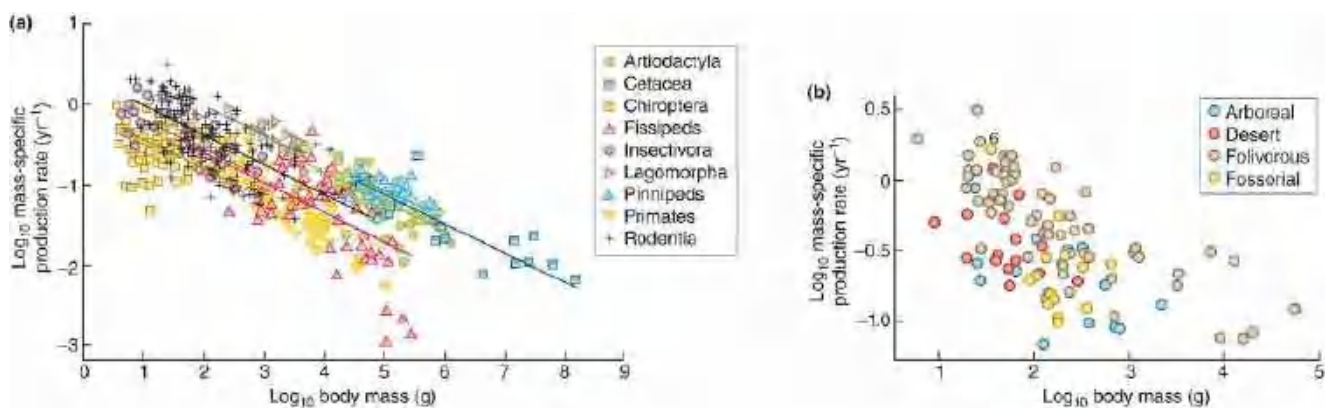 (a)
Log10 mass-specific
production rate (yr−1)
1
0
−1
−2
−3
0 1 2 3 4 5 6 7 8 9
Log10 body mass (g)
Artiodactyla
Cetacea
Chiroptera
Fissipeds
Insectivora
Lagomorpha
Pinnipeds
Primates
Rodentia
(b)
Log10 mass-specific
production rate (yr−1)
0.5
0
−0.5
−1.0
1 2 3 4 5
Log10 body mass (g)
6
Arboreal
Desert
Folivorous
Fossorial